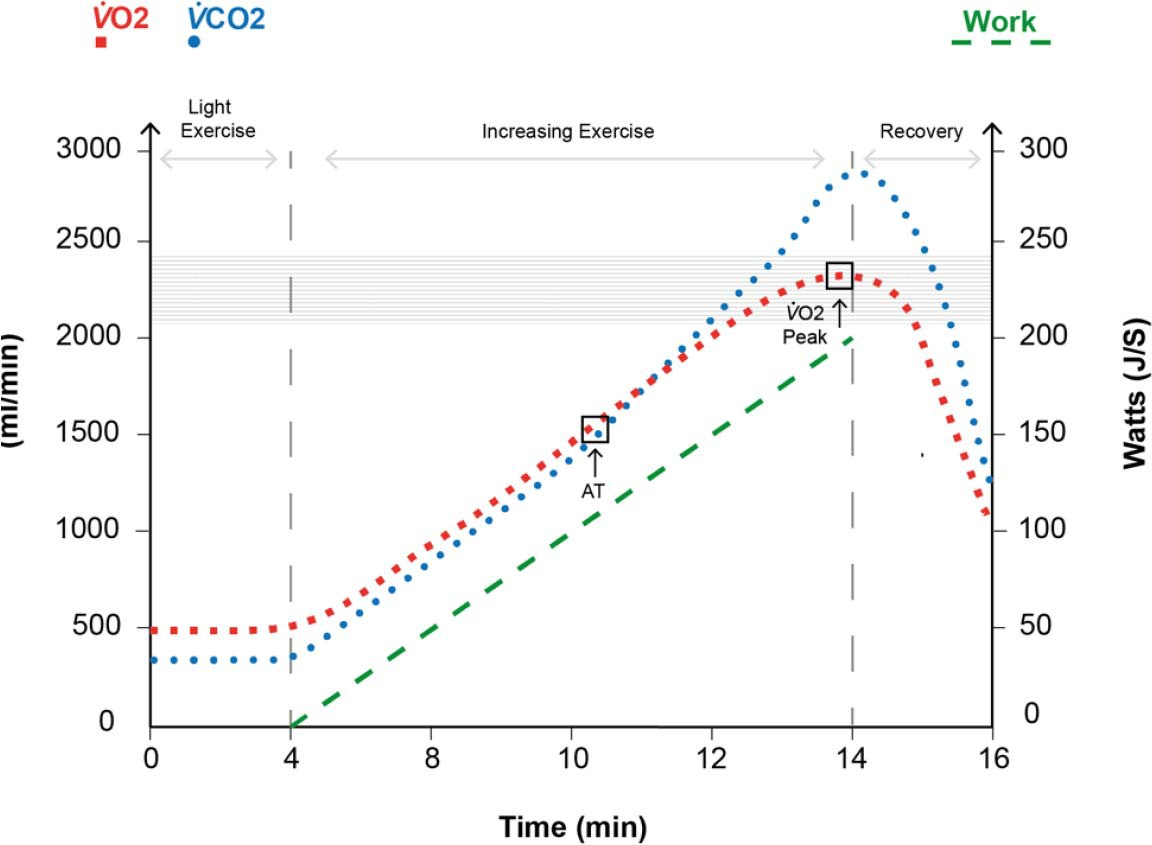 V̇O2 V̇CO2 Work
Light
Exercise
Increasing Exercise
Recovery
3000
2500
2000
1500
1000
500
0
(ml/min)
300
250
200
150
100
50
0
Watts (J/S)
V̇O2
Peak
AT
0 4 8 10 12 14 16
Time (min)